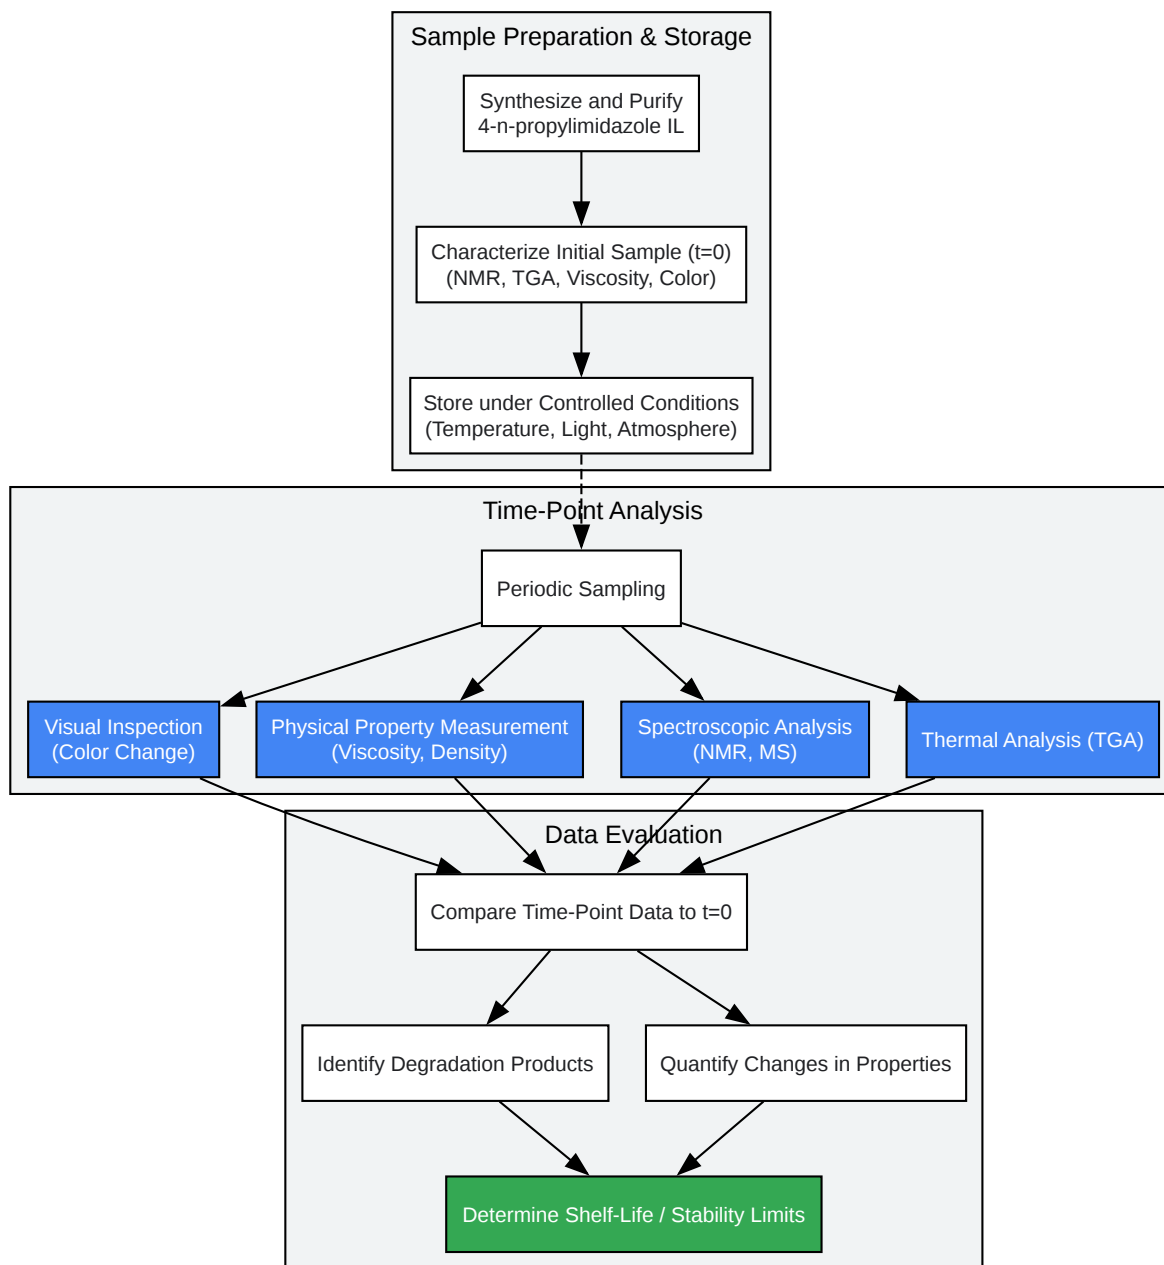 Sample Preparation & Storage
Synthesize and Purify
4-n-propylimidazole IL
Characterize Initial Sample (t=0)
(NMR, TGA, Viscosity, Color)
Store under Controlled Conditions
(Temperature, Light, Atmosphere)
Time-Point Analysis
Periodic Sampling
Visual Inspection
(Color Change)
Physical Property Measurement
(Viscosity, Density)
Spectroscopic Analysis
(NMR, MS)
Thermal Analysis (TGA)
Data Evaluation
Compare Time-Point Data to t=0
Identify Degradation Products
Quantify Changes in Properties
Determine Shelf-Life / Stability Limits